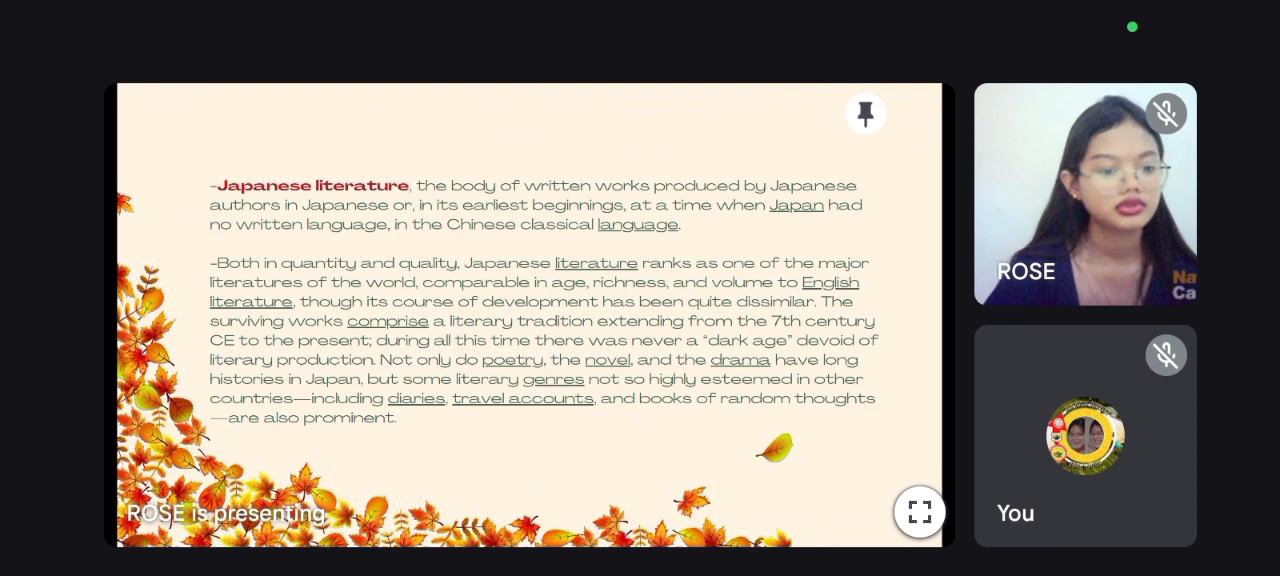 -Japanese literature, the body of written works produced by Japanese
authors in Japanese or, in its earliest beginnings, at a time when Japan had
no written language, in the Chinese classical language.
-Both in quantity and quality, Japanese literature ranks as one of the major
literatures of the world, comparable in age, richness, and volume to English
literature, though its course of development has been quite dissimilar. The
surviving works comprise a literary tradition extending from the 7th century
CE to the present; during all this time there was never a “dark age” devoid of
literary production. Not only do poetry, the novel, and the drama have long
histories in Japan, but some literary genres not so highly esteemed in other
countries—including diaries, travel accounts, and books of random thoughts
—are also prominent.
ROSE is presenting
ROSE
Na
Ca
You